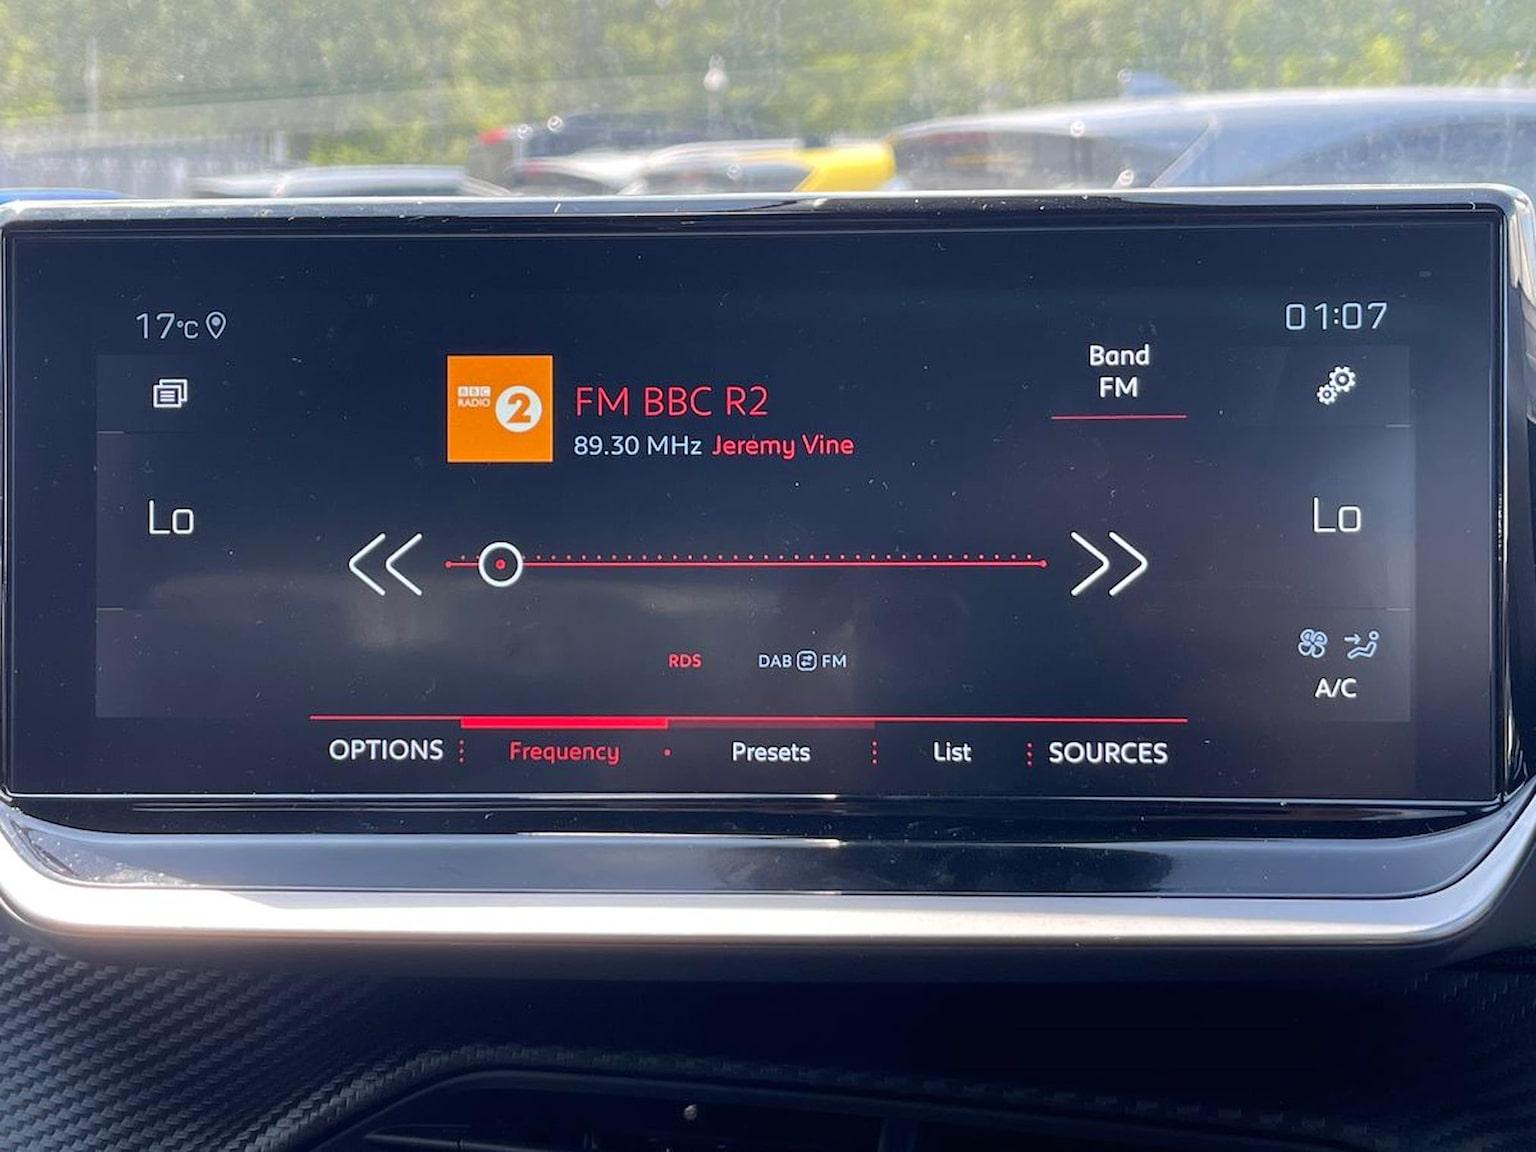 17°C
01:07
Band
FM
BBC
RADIO
2
FM BBC R2
89.30 MHz Jeremy Vine
Lo
Lo
RDS
DAB FM
A/C
OPTIONS Frequency Presets List SOURCES